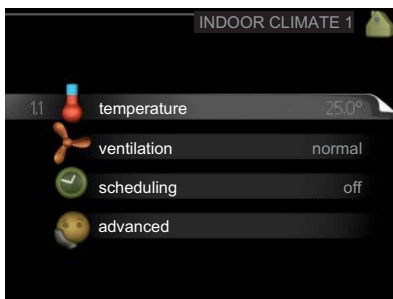 INDOOR CLIMATE 1
1.1 temperature 25.0°
ventilation normal
scheduling off
advanced